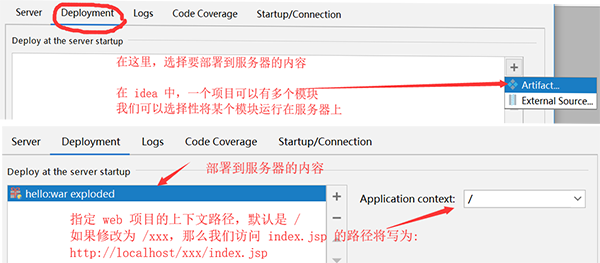 Server Deployment Logs Code Coverage Startup/Connection
Deploy at the server startup
在这里，选择要部署到服务器的内容
在 idea 中，一个项目可以有多个模块
我们可以选择性将某个模块运行在服务器上
Artifact...
External Source...
Server Deployment Logs Code Coverage Startup/Connection
Deploy at the server startup
部署到服务器的内容
hello:war exploded
Application context: /
指定 web 项目的上下文路径，默认是 /
如果修改为 /xxx，那么我们访问 index.jsp 的路径将写为:
http://localhost/xxx/index.jsp